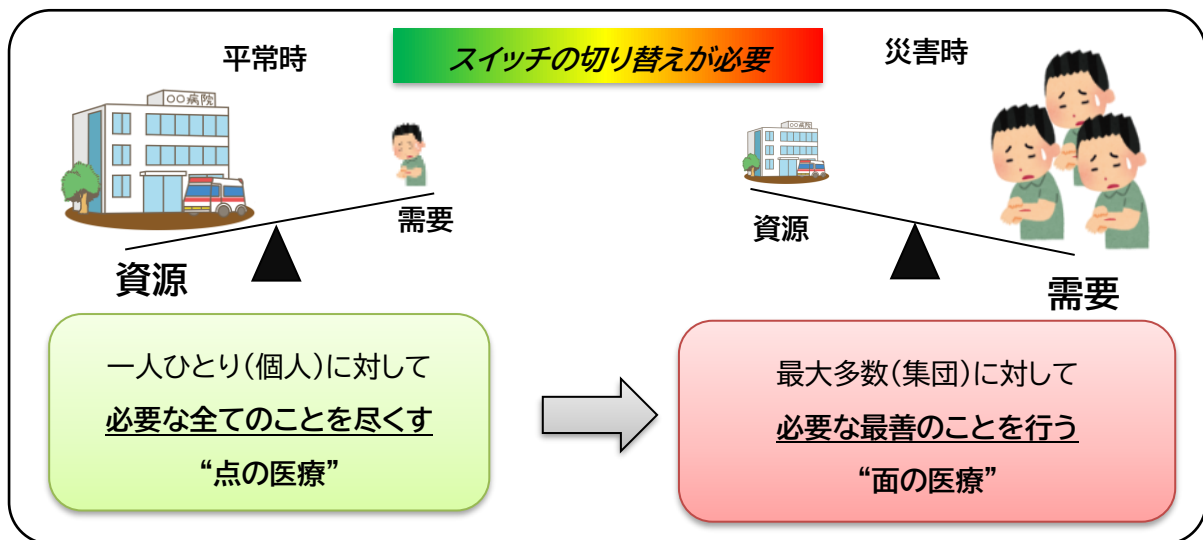 平常時
スイッチの切り替えが必要
災害時
〇〇病院
〇〇病院
需要
資源
資源
需要
一人ひとり(個人)に対して
必要な全てのことを尽くす
“点の医療”
最大多数(集団)に対して
必要な最善のことを行う
“面の医療”